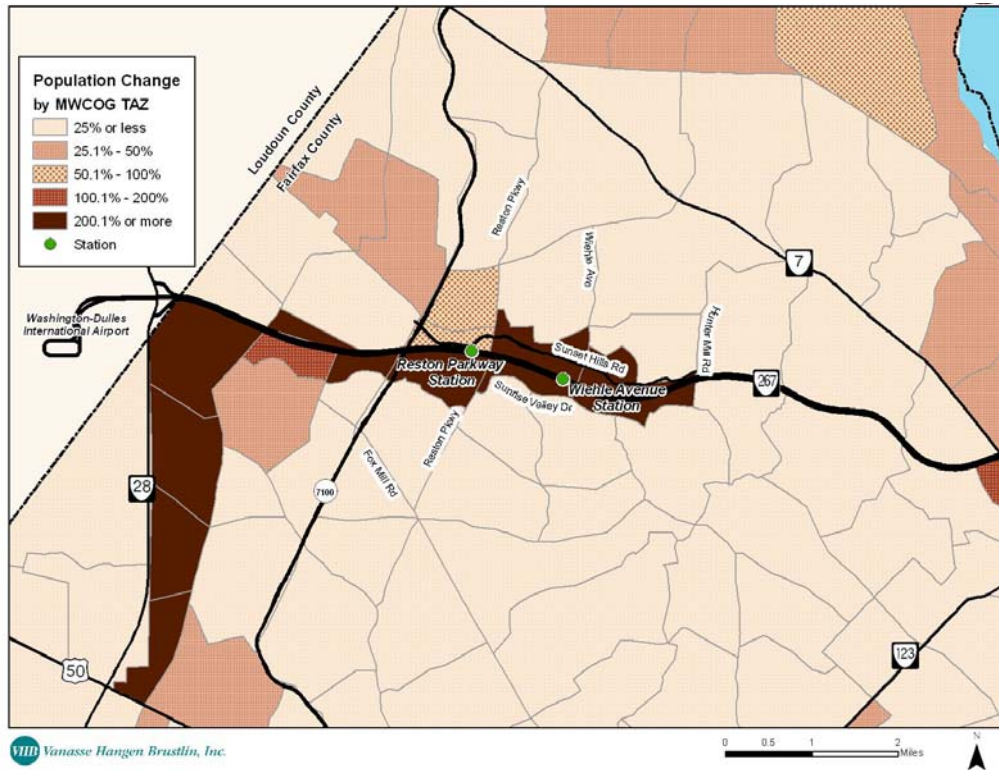 Population Change
by MWCOG TAZ
25% or less
25.1% - 50%
50.1% - 100%
100.1% - 200%
200.1% or more
Station
Loudoun County
Fairfax County
Reston Pkwy
Wiehle Ave
7
Washington-Dulles
International Airport
Hunter Mill Rd
Sunset Hills Rd
Reston Parkway
Station
Wiehle Avenue
Station
267
Sunrise Valley Dr
Reston Pkwy
Fox Mill Rd
28
7100
50
123
VHB Vanasse Hangen Brustlin, Inc.
0 0.5 1 2
Miles
N